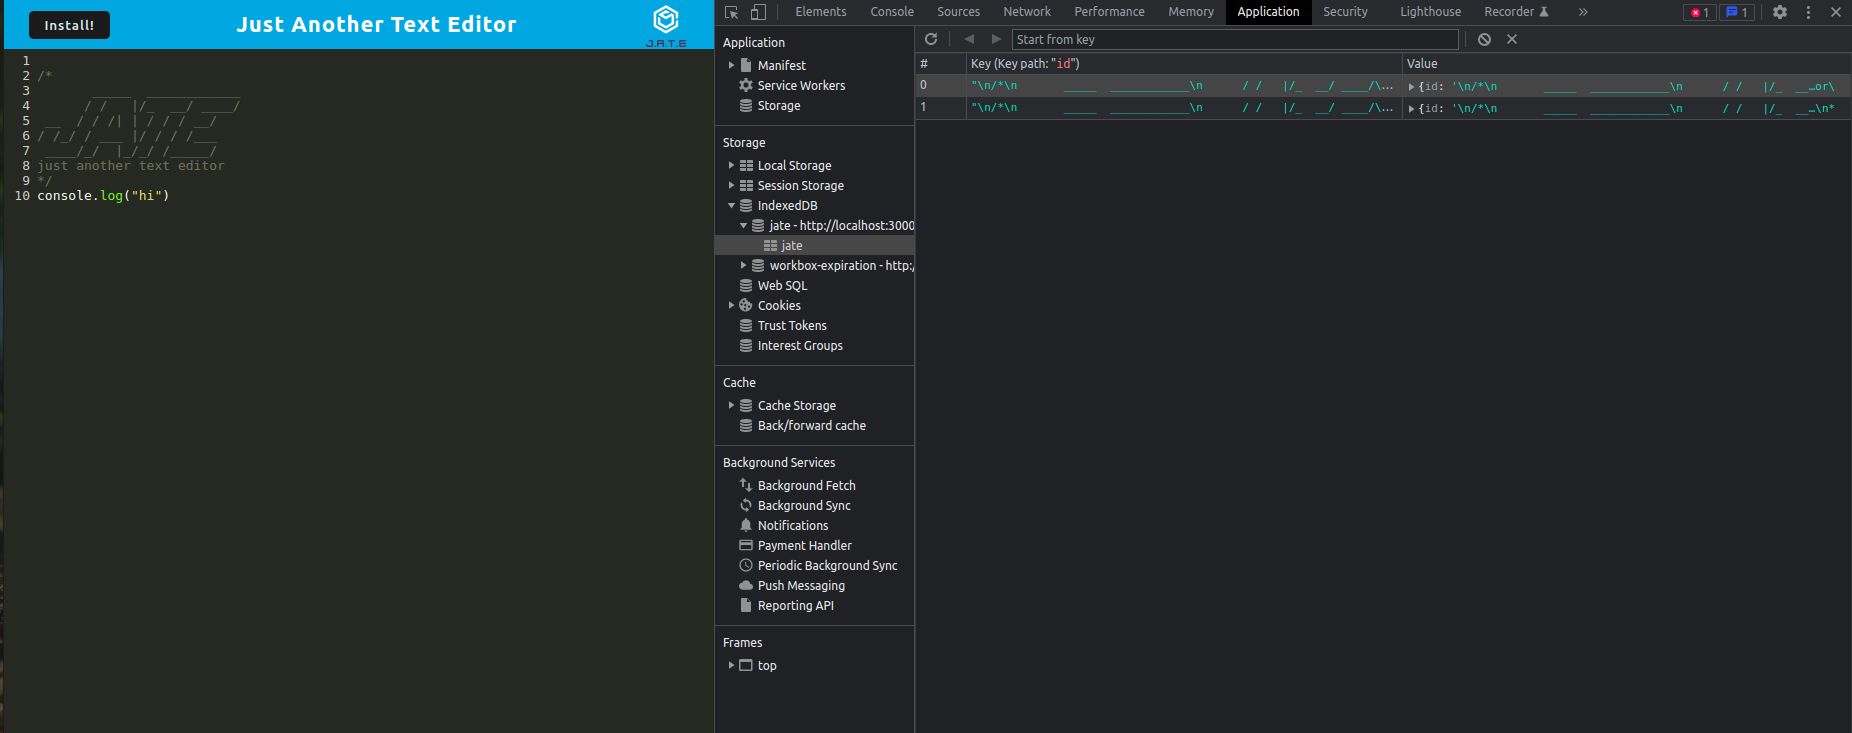 Install!
Just Another Text Editor
J.A.T.E
1
2 /*
3         _____  ____________
4       / /   |/_  __/ ____/
5  __  / / /| | / / / __/
6 / /_/ / ___ |/ / / /___
7  ____/_/  |_/_/ /_____/
8 just another text editor
9 */
10 console.log("hi")
Elements Console Sources Network Performance Memory Application Security Lighthouse Recorder » 1 1
Application
Manifest
Service Workers
Storage
Storage
Local Storage
Session Storage
IndexedDB
jate - http://localhost:3000
jate
workbox-expiration - http:/
Web SQL
Cookies
Trust Tokens
Interest Groups
Cache
Cache Storage
Back/forward cache
Background Services
Background Fetch
Background Sync
Notifications
Payment Handler
Periodic Background Sync
Push Messaging
Reporting API
Frames
top
Start from key
# Key (Key path: "id") Value
0 "\n/*\n       _____  ____________\n      / /   |/_  __/ ____/\… {id: '\n/*\n       _____  ____________\n      / /   |/_  __…or\
1 "\n/*\n       _____  ____________\n      / /   |/_  __/ ____/\… {id: '\n/*\n       _____  ____________\n      / /   |/_  __…\n*